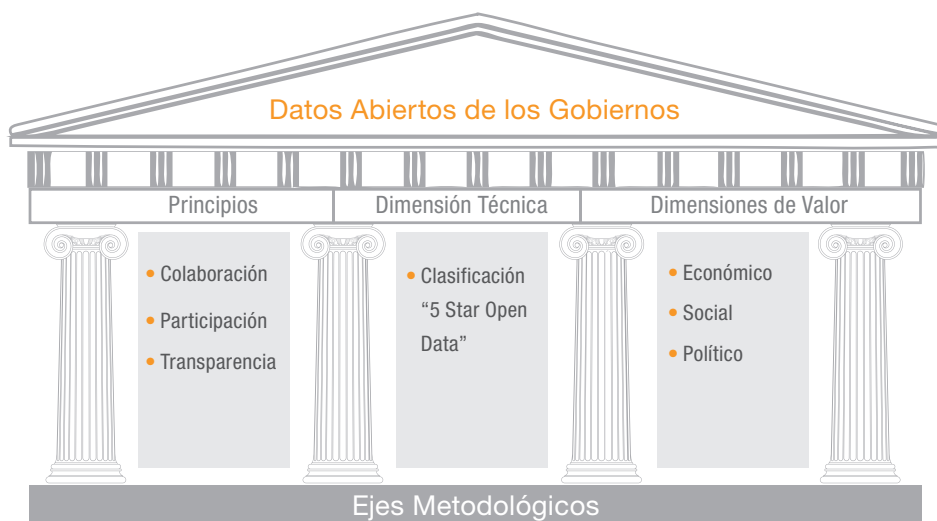 Datos Abiertos de los Gobiernos
Principios
Dimensión Técnica
Dimensiones de Valor
• Colaboración
• Participación
• Transparencia
• Clasificación
“5 Star Open
Data”
• Económico
• Social
• Político
Ejes Metodológicos